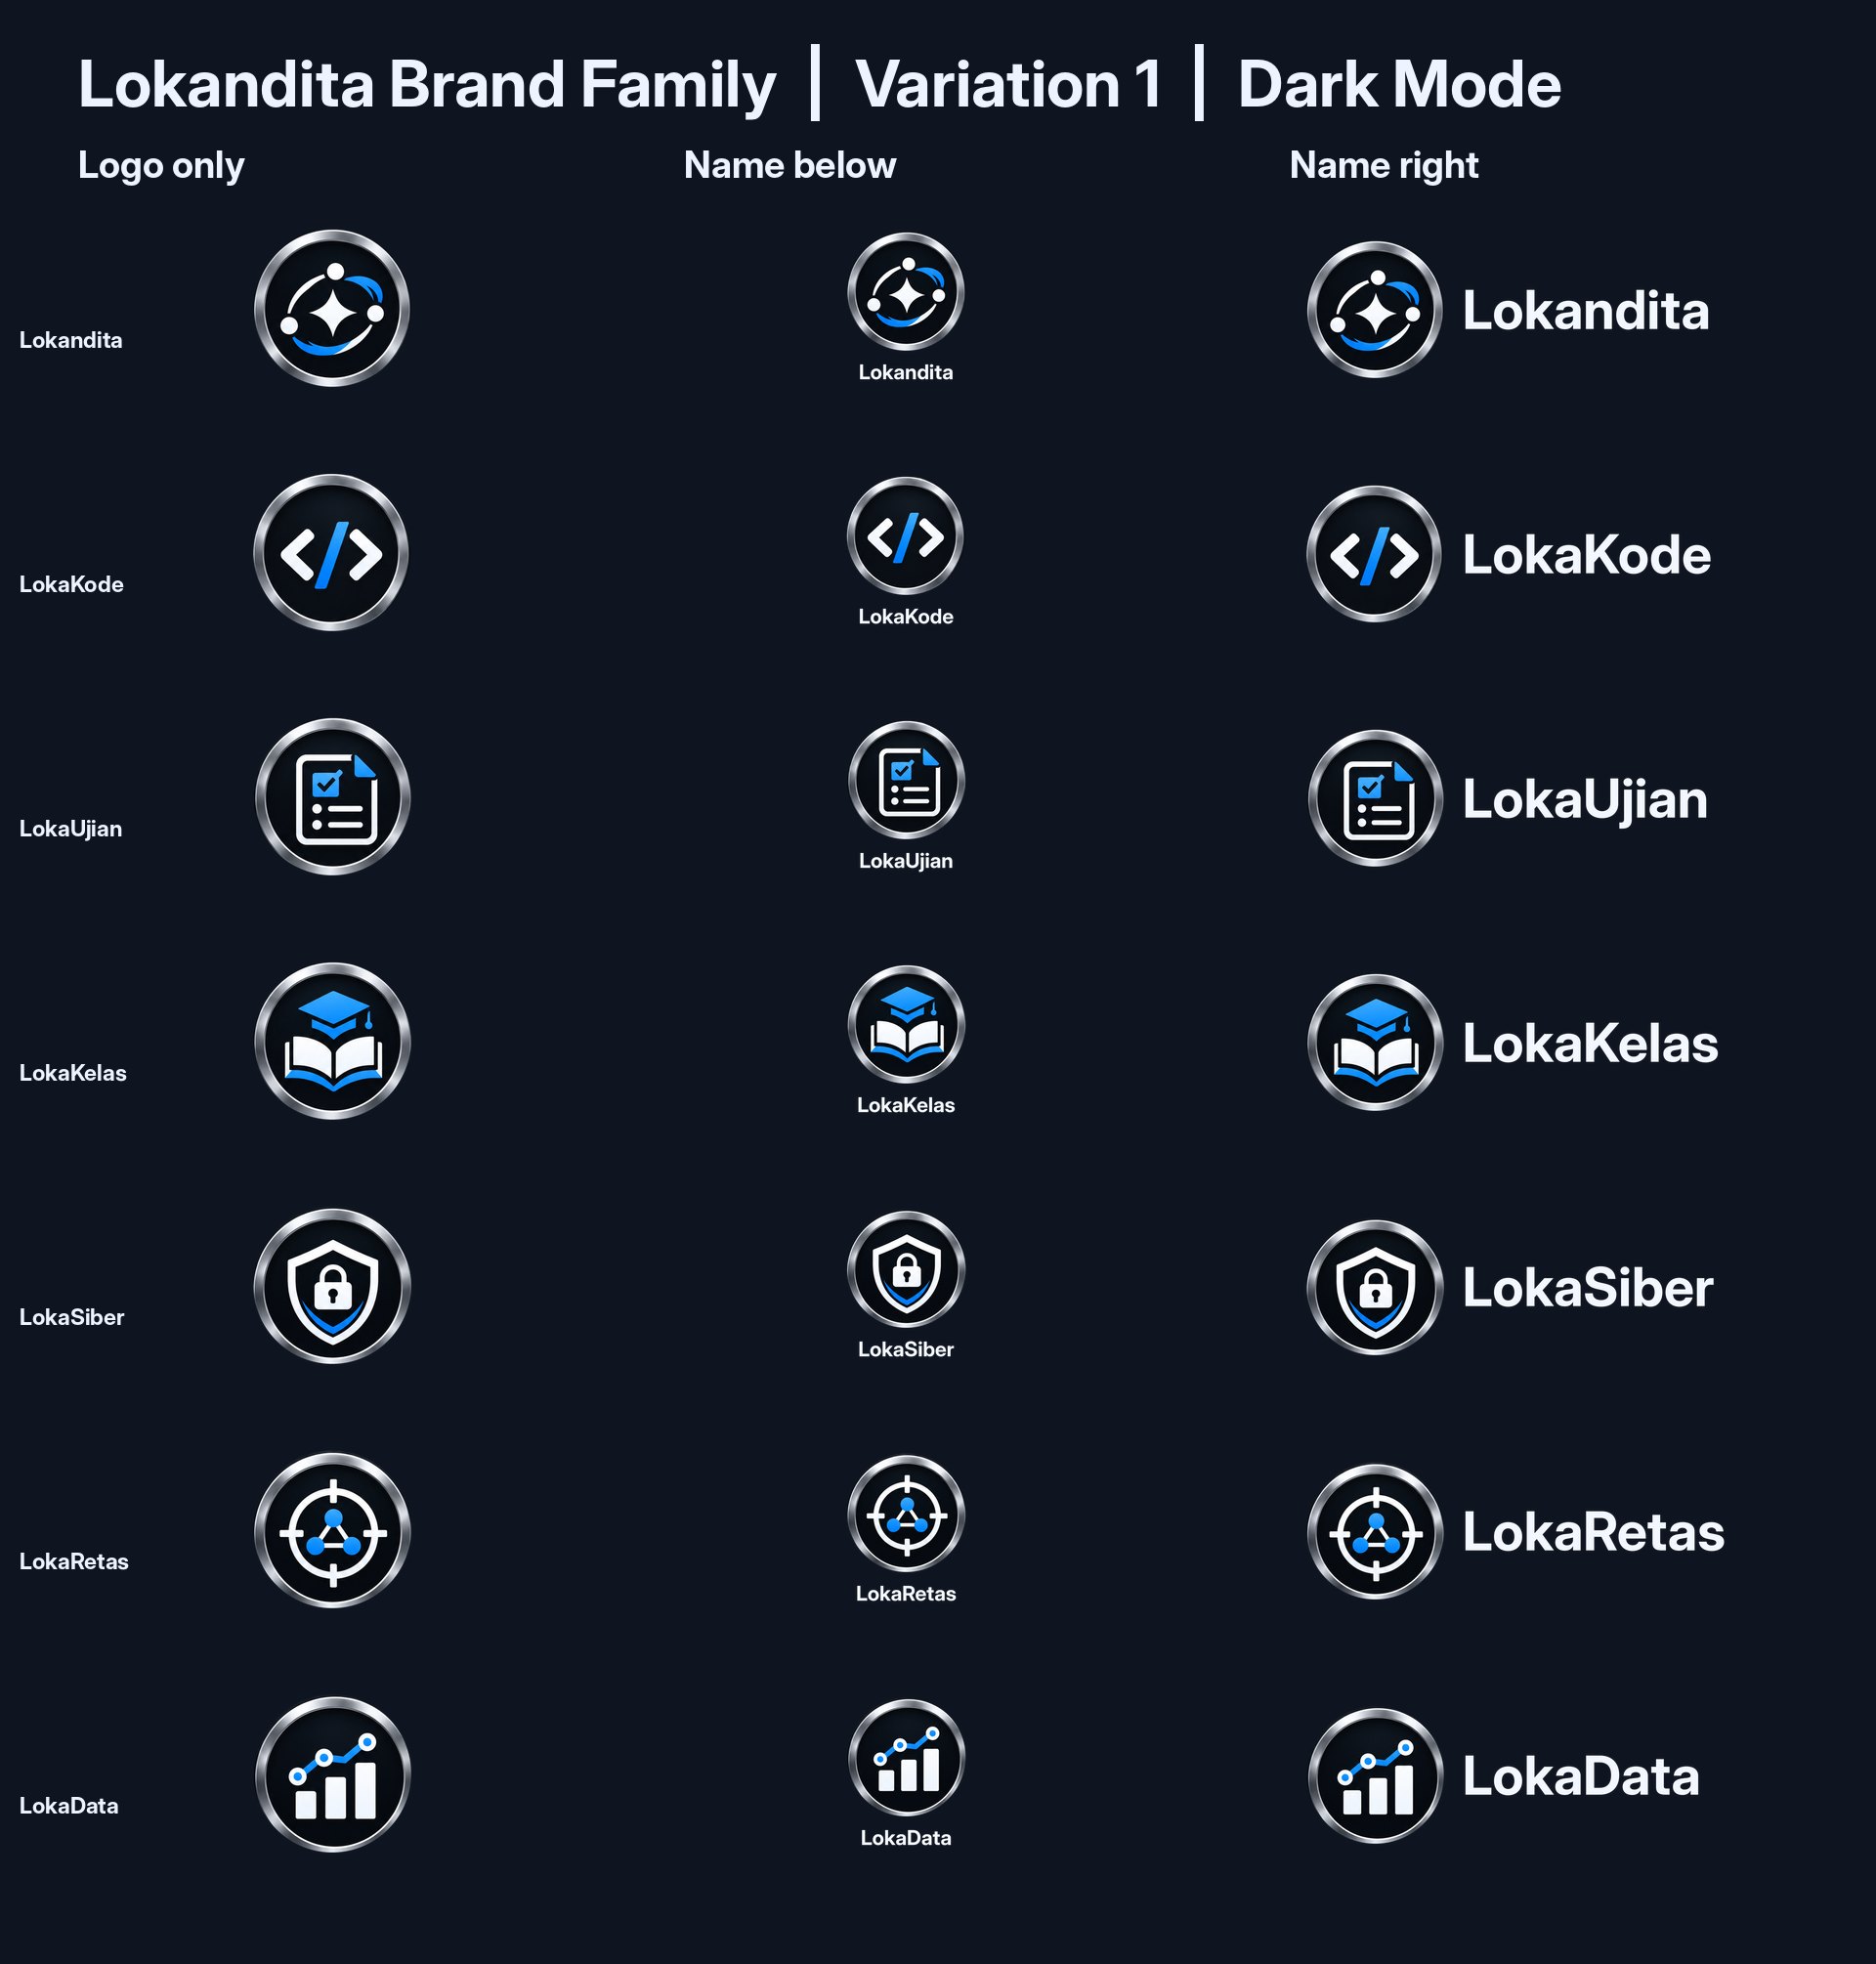 Lokandita Brand Family | Variation 1 | Dark Mode
Logo only
Name below
Name right
Lokandita
Lokandita
Lokandita
LokaKode
LokaKode
LokaKode
LokaUjian
LokaUjian
LokaUjian
LokaKelas
LokaKelas
LokaKelas
LokaSiber
LokaSiber
LokaSiber
LokaRetas
LokaRetas
LokaRetas
LokaData
LokaData
LokaData